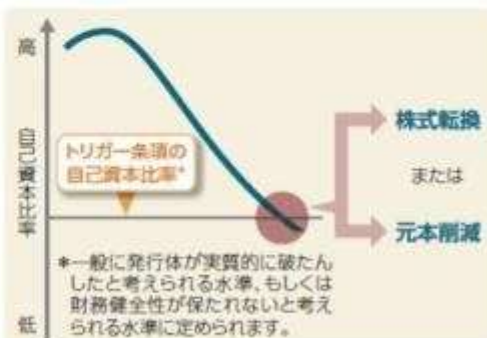 高
自己資本比率
低
トリガー条項の
自己資本比率*
株式転換
または
元本削減
*一般に発行体が実質的に破たん
したと考えられる水準、もしくは
財務健全性が保たれないと考え
られる水準に定められます。